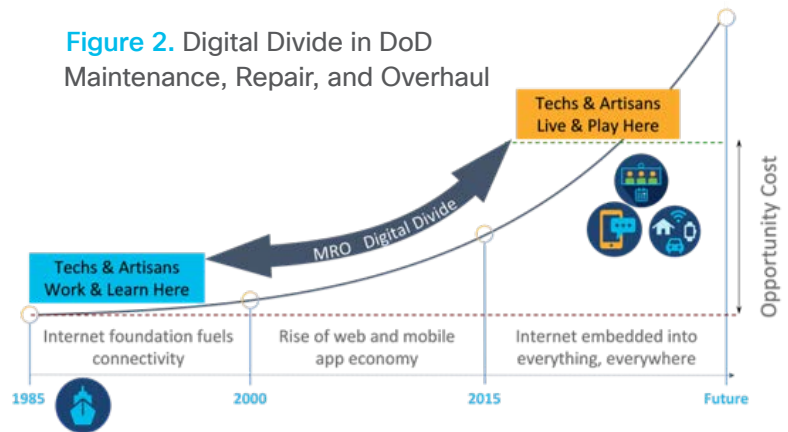 Figure 2. Digital Divide in DoD
Maintenance, Repair, and Overhaul
Techs & Artisans
Live & Play Here
MRO Digital Divide
Techs & Artisans
Work & Learn Here
Opportunity Cost
Internet foundation fuels
connectivity
Rise of web and mobile
app economy
Internet embedded into
everything, everywhere
1985
2000
2015
Future